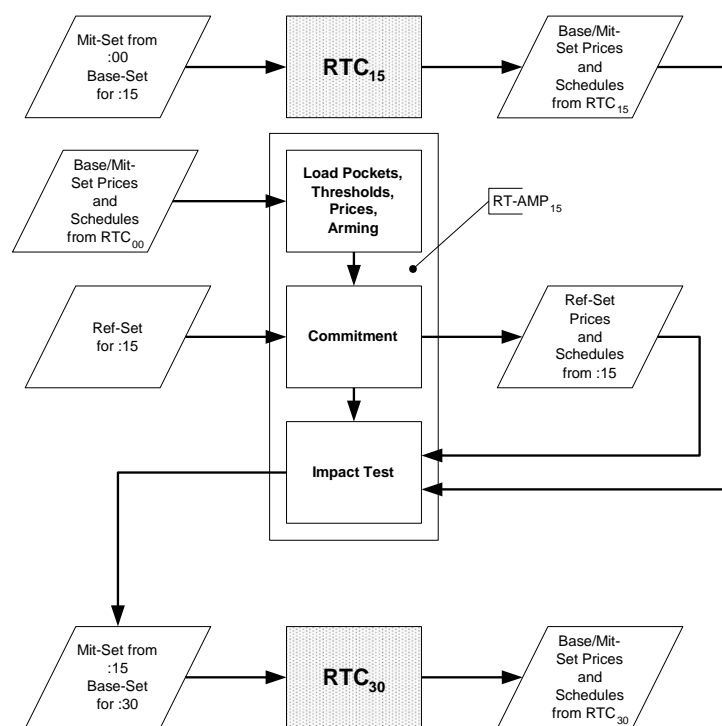 Mit-Set from
:00
Base-Set
for :15
RTC15
Base/Mit-
Set Prices
and
Schedules
from RTC15
Base/Mit-
Set Prices
and
Schedules
from RTC00
Load Pockets,
Thresholds,
Prices,
Arming
RT-AMP15
Ref-Set
for :15
Commitment
Ref-Set
Prices
and
Schedules
from :15
Impact Test
Mit-Set from
:15
Base-Set
for :30
RTC30
Base/Mit-
Set Prices
and
Schedules
from RTC30